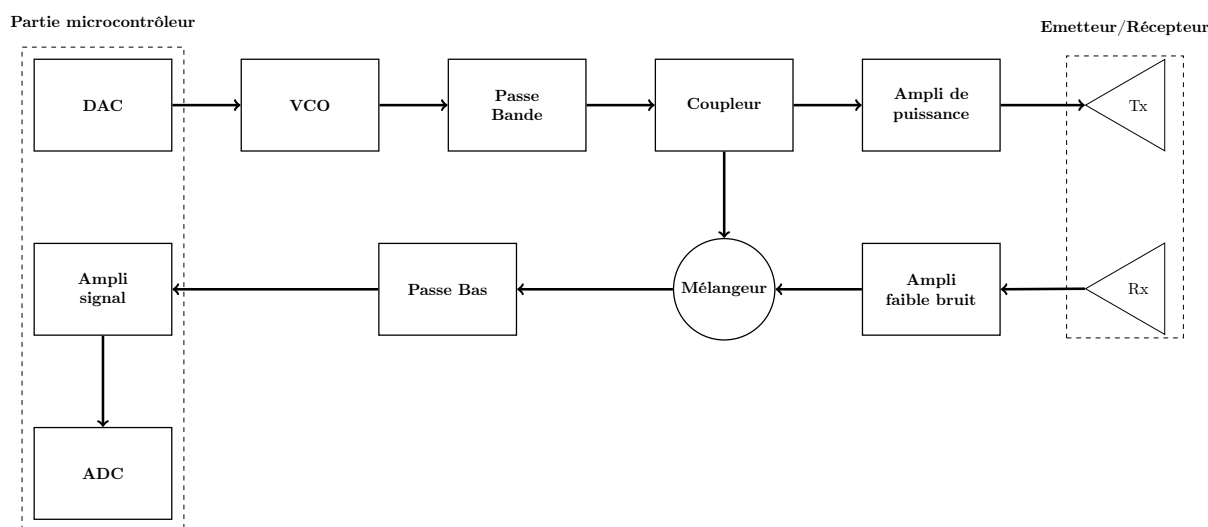 Partie microcontrôleur
Emetteur/Récepteur
DAC
VCO
Passe
Bande
Coupleur
Ampli de
puissance
Tx
Ampli
signal
Passe Bas
Mélangeur
Ampli
faible bruit
Rx
ADC